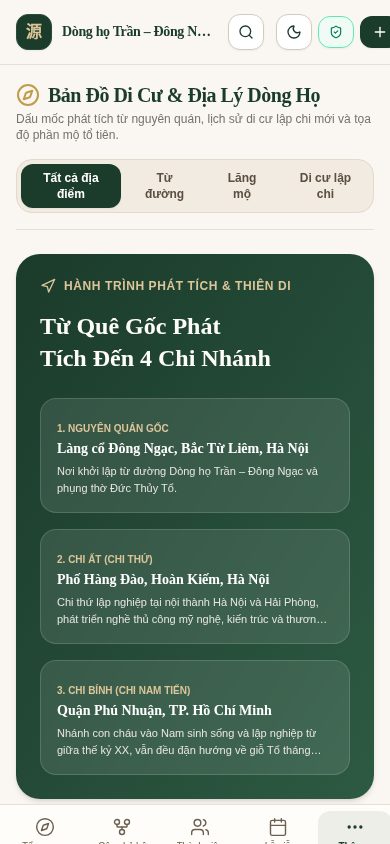 源 Dòng họ Trần – Đông N…
Bản Đồ Di Cư & Địa Lý Dòng Họ
Dấu mốc phát tích từ nguyên quán, lịch sử di cư lập chi mới và tọa
độ phần mộ tổ tiên.
Tất cả địa
điểm
Từ
đường
Lăng
mộ
Di cư lập
chi
HÀNH TRÌNH PHÁT TÍCH & THIÊN DI
Từ Quê Gốc Phát
Tích Đến 4 Chi Nhánh
1. NGUYÊN QUÁN GỐC
Làng cổ Đông Ngạc, Bắc Từ Liêm, Hà Nội
Nơi khởi lập từ đường Dòng họ Trần – Đông Ngạc và
phụng thờ Đức Thủy Tổ.
2. CHI ẤT (CHI THỨ)
Phố Hàng Đào, Hoàn Kiếm, Hà Nội
Chi thứ lập nghiệp tại nội thành Hà Nội và Hải Phòng,
phát triển nghề thủ công mỹ nghệ, kiến trúc và thươn…
3. CHI BÍNH (CHI NAM TIẾN)
Quận Phú Nhuận, TP. Hồ Chí Minh
Nhánh con cháu vào Nam sinh sống và lập nghiệp từ
giữa thế kỷ XX, vẫn đều đặn hướng về giỗ Tổ tháng…